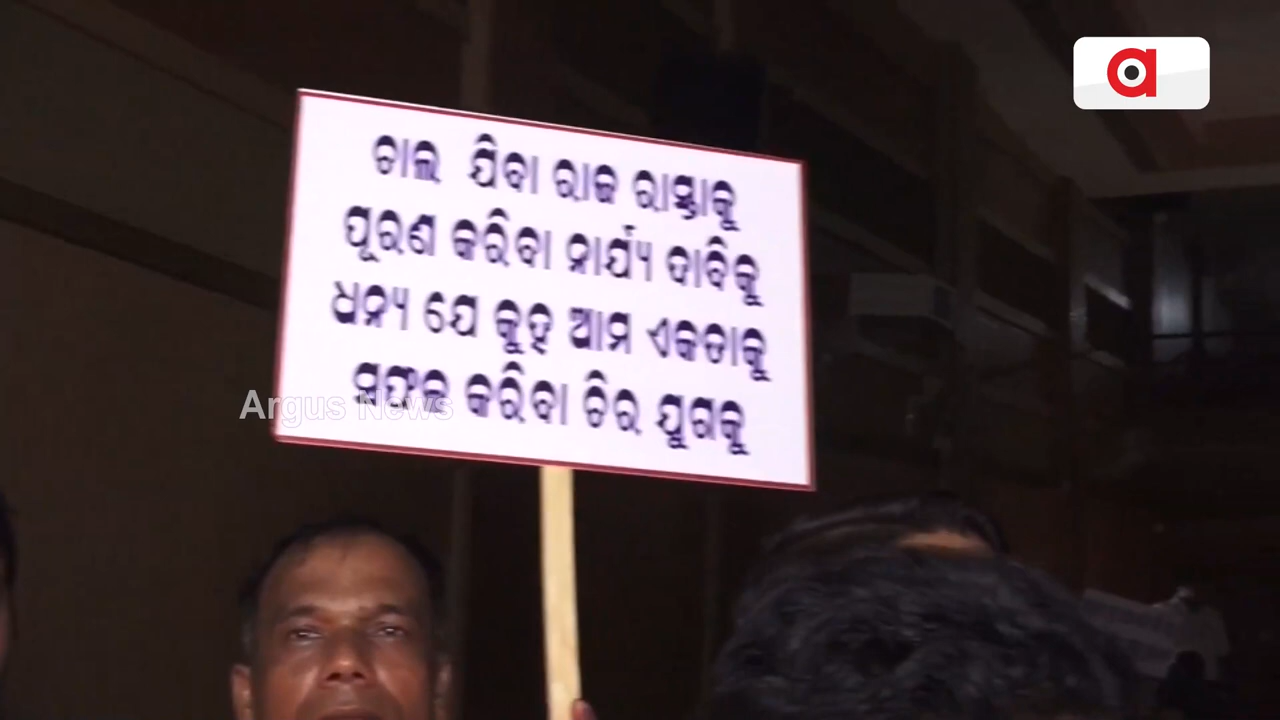 ଚାଲ ଯିବା ରାଜ ରାସ୍ତାକୁ
ପୂରଣ କରିବା ନାର୍ଯ୍ୟ ଦାବିକୁ
ଧନ୍ୟ ଯେ କୁହ ଆମ ଏକତାକୁ
ସଫଳ କରିବା ଚିର ଯୁଗକୁ
Argus News